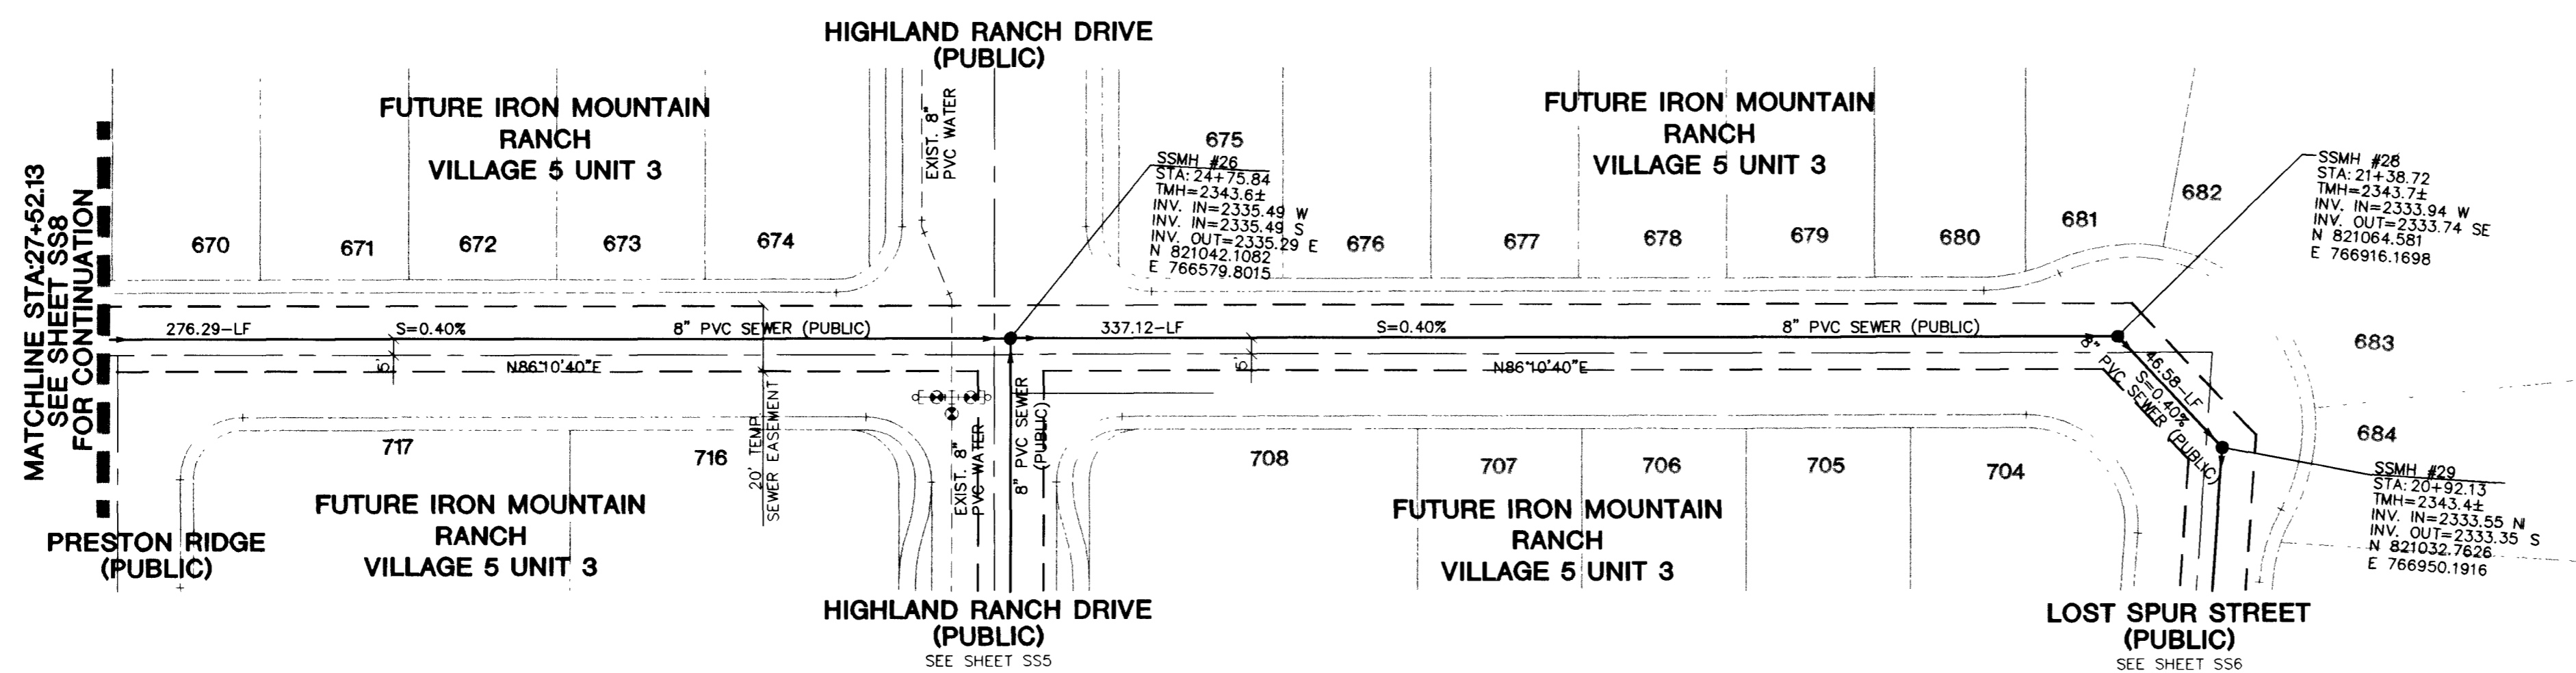 HIGHLAND RANCH DRIVE
(PUBLIC)
FUTURE IRON MOUNTAIN
RANCH
VILLAGE 5 UNIT 3
EXIST. 8"
PVC WATER
FUTURE IRON MOUNTAIN
RANCH
VILLAGE 5 UNIT 3
670
671
672
673
674
675
676
677
678
679
680
681
682
683
684
SSMH #26
STA: 24+75.84
TMH=2343.6±
INV. IN=2335.49 W
INV. IN=2335.49 S
INV. OUT=2335.29 E
N 821042.1082
E 766579.8015
SSMH #28
STA: 21+38.72
TMH=2343.7±
INV. IN=2333.94 W
INV. OUT=2333.74 SE
N 821064.581
E 766916.1698
MATCHLINE STA:27+52.13
SEE SHEET SS8
FOR CONTINUATION
276.29-LF
S=0.40%
8" PVC SEWER (PUBLIC)
337.12-LF
S=0.40%
8" PVC SEWER (PUBLIC)
5'
N86°10'40"E
5'
N86°10'40"E
46.58-LF
S=0.40%
8" PVC SEWER (PUBLIC)
20' TEMP.
SEWER EASEMENT
EXIST. 8"
PVC WATER
8" PVC SEWER
(PUBLIC)
717
716
708
707
706
705
704
SSMH #29
STA: 20+92.13
TMH=2343.4±
INV. IN=2333.55 N
INV. OUT=2333.35 S
N 821032.7626
E 766950.1916
FUTURE IRON MOUNTAIN
RANCH
VILLAGE 5 UNIT 3
FUTURE IRON MOUNTAIN
RANCH
VILLAGE 5 UNIT 3
PRESTON RIDGE
(PUBLIC)
HIGHLAND RANCH DRIVE
(PUBLIC)
SEE SHEET SS5
LOST SPUR STREET
(PUBLIC)
SEE SHEET SS6